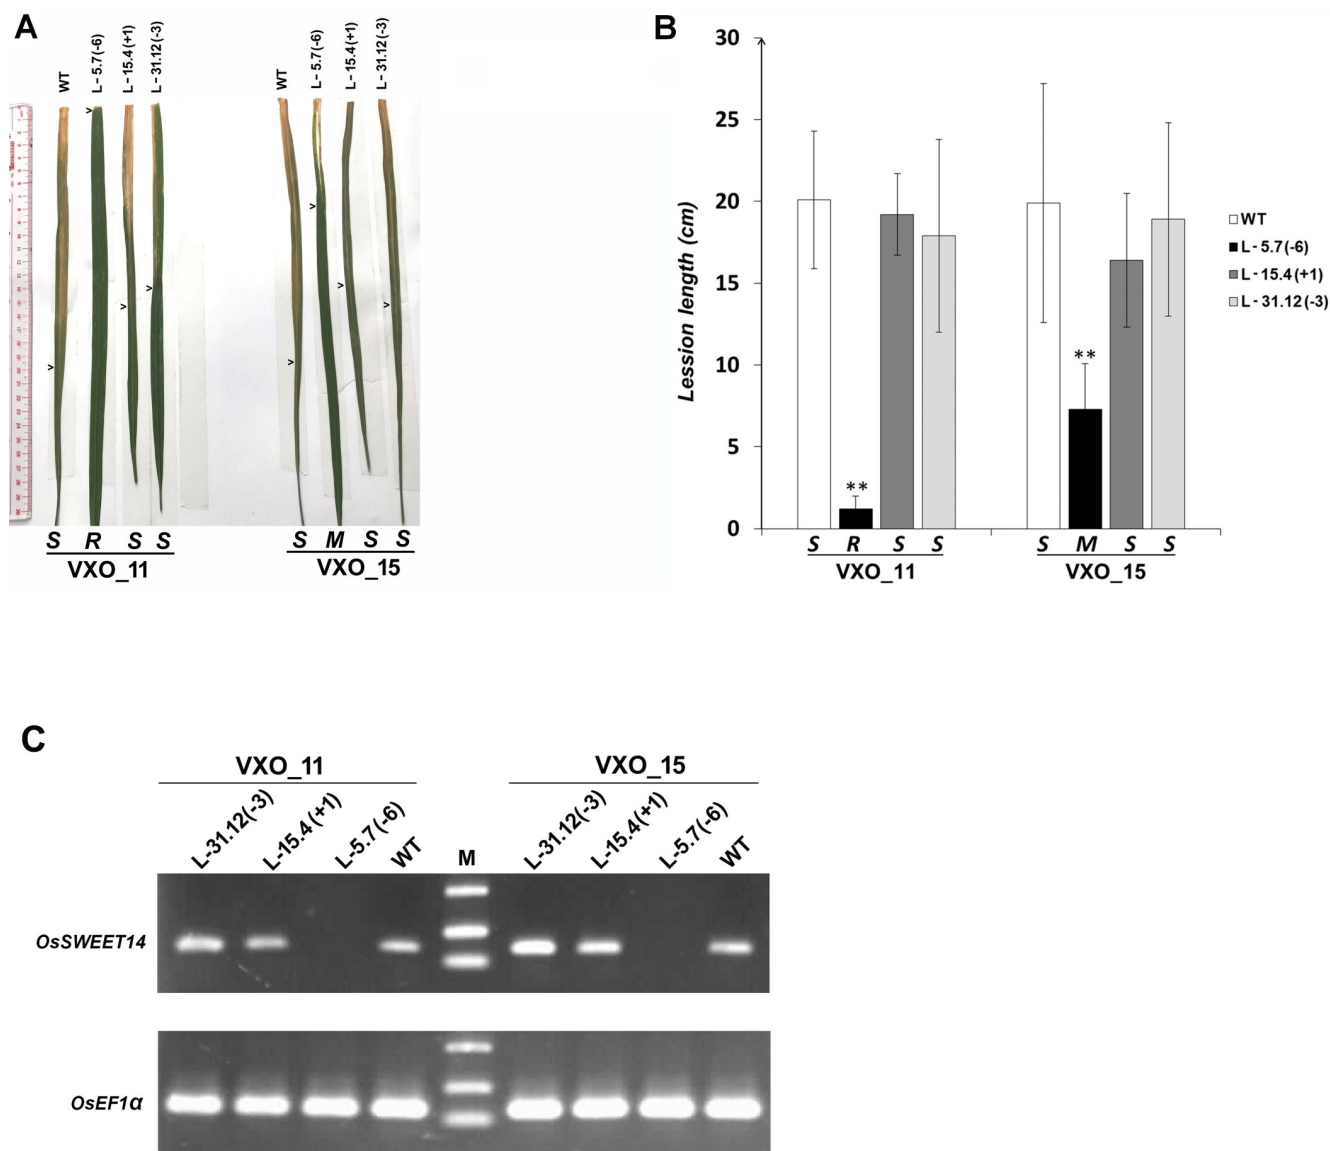 A
WT
L-5.7(-6)
L-15.4(+1)
L-31.12(-3)
WT
L-5.7(-6)
L-15.4(+1)
L-31.12(-3)
> > > > > > > >
S R S S
VXO_11
S M S S
VXO_15
B
Lession length (cm)
30
25
20
15
10
5
0
**
**
S R S S
VXO_11
S M S S
VXO_15
WT
L-5.7(-6)
L-15.4(+1)
L-31.12(-3)
C
VXO_11
VXO_15
L-31.12(-3)
L-15.4(+1)
L-5.7(-6)
WT
M
L-31.12(-3)
L-15.4(+1)
L-5.7(-6)
WT
OsSWEET14
OsEF1α